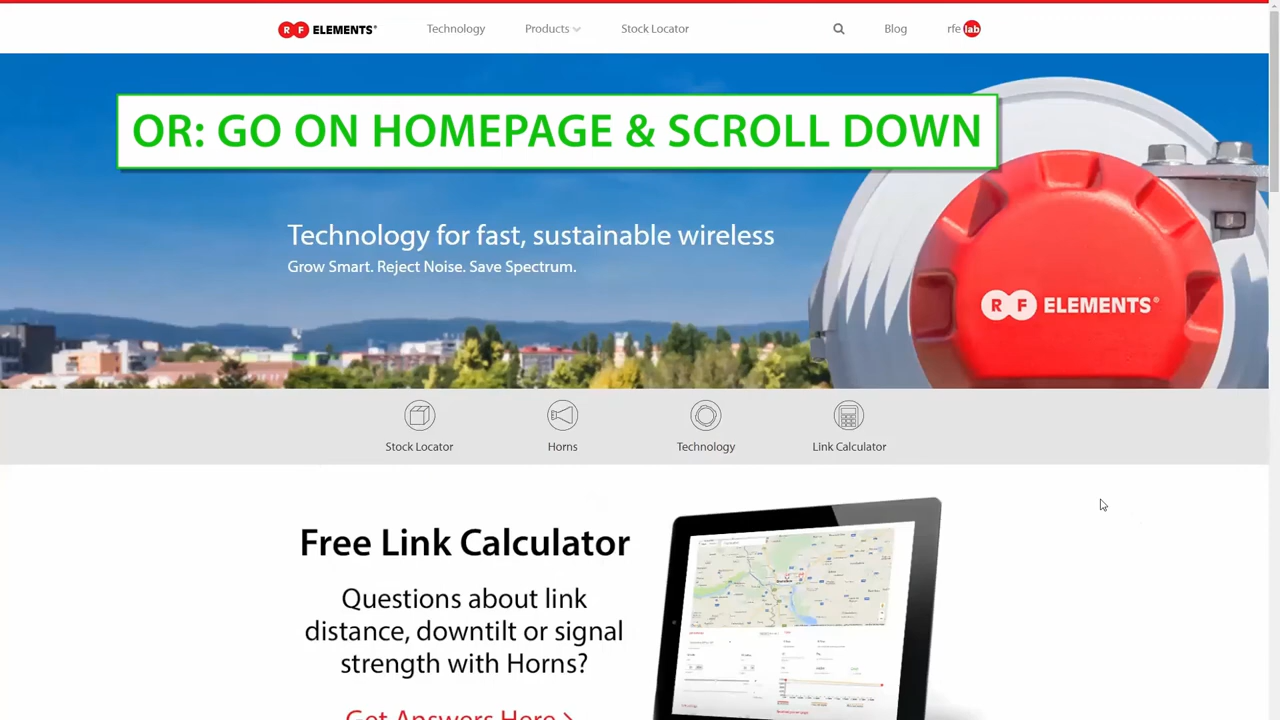 RF ELEMENTS®
Technology
Products
Stock Locator
Blog
rfe lab
OR: GO ON HOMEPAGE & SCROLL DOWN
Technology for fast, sustainable wireless
Grow Smart. Reject Noise. Save Spectrum.
RF ELEMENTS®
Stock Locator
Horns
Technology
Link Calculator
Free Link Calculator
Questions about link
distance, downtilt or signal
strength with Horns?
Get Answers Here >